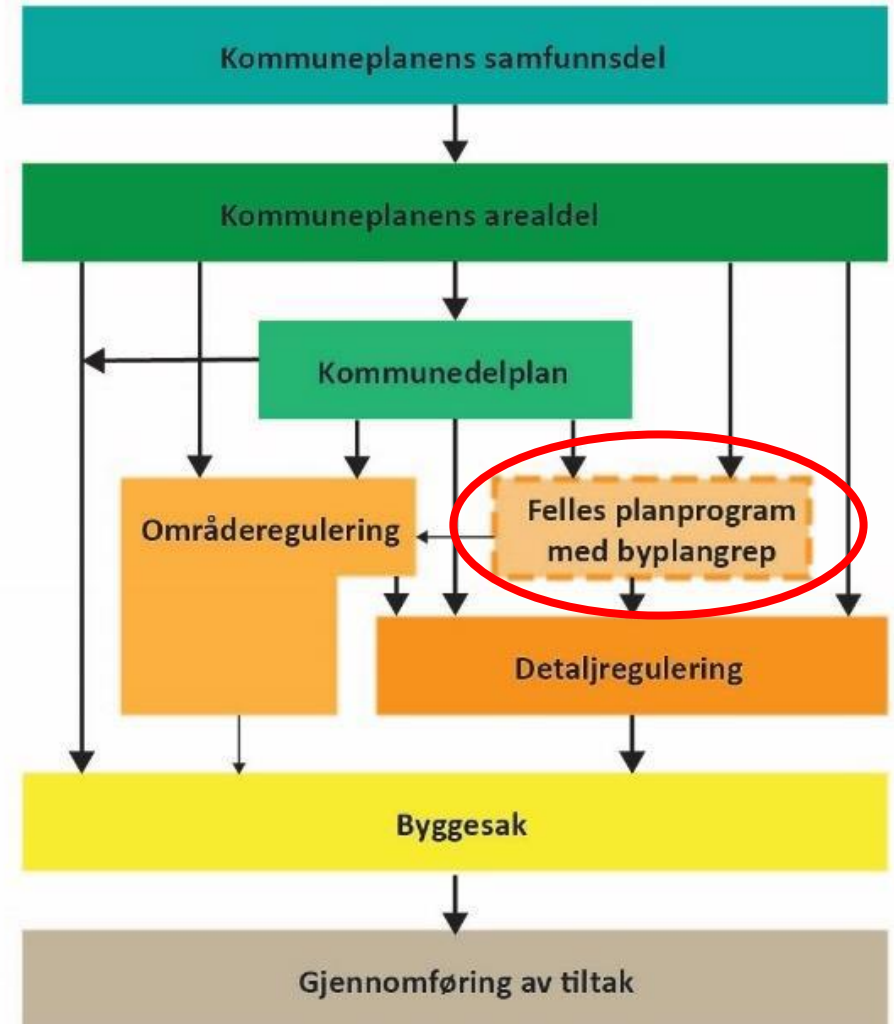 Kommuneplanens samfunnsdel
Kommuneplanens arealdel
Kommunedelplan
Områderegulering
Felles planprogram
med byplangrep
Detaljregulering
Byggesak
Gjennomføring av tiltak